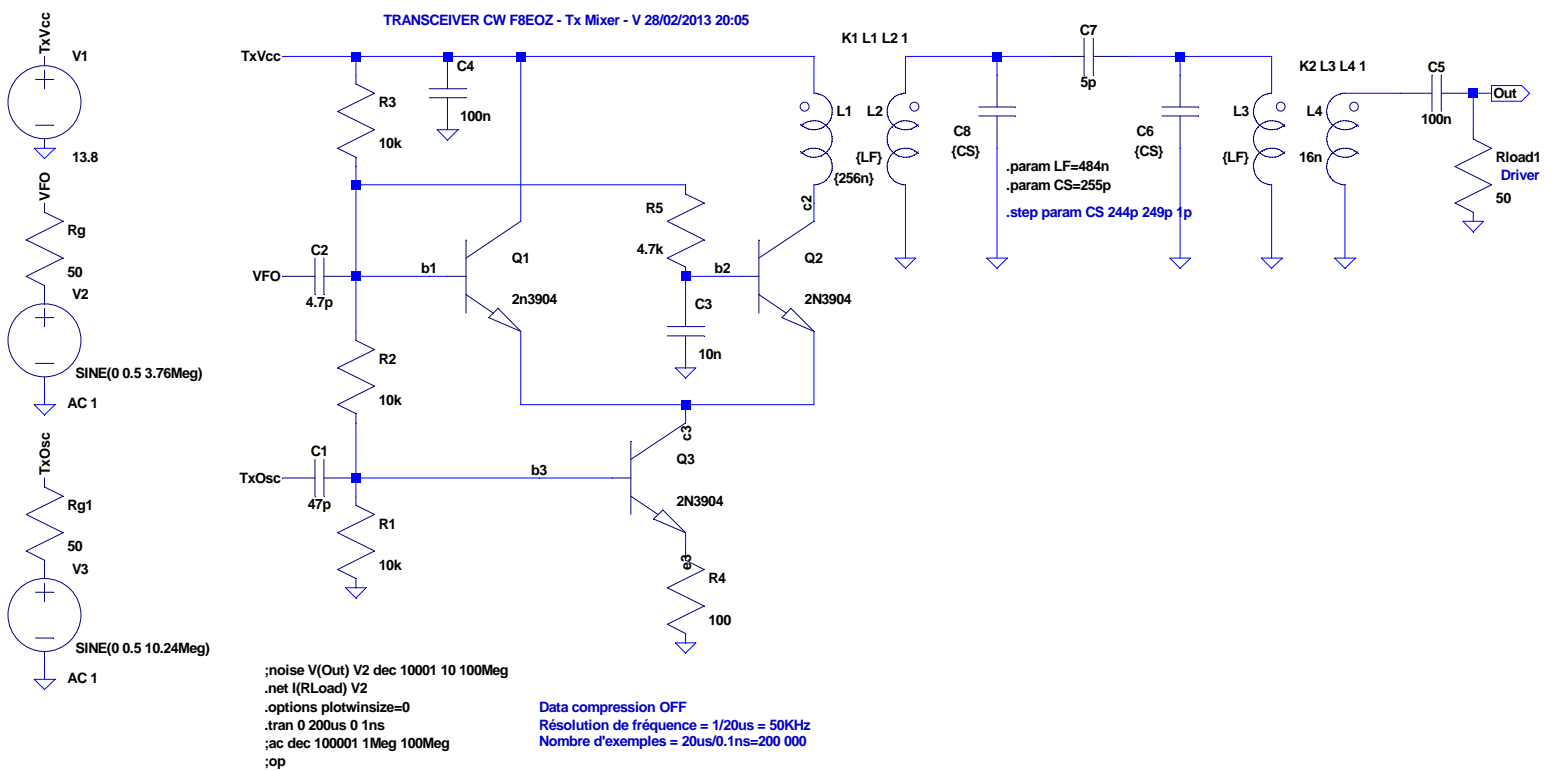 TRANSCEIVER CW F8EOZ - Tx Mixer - V 28/02/2013 20:05
TxVcc
V1
13.8
VFO
Rg
50
V2
SINE(0 0.5 3.76Meg)
AC 1
TxOsc
Rg1
50
V3
SINE(0 0.5 10.24Meg)
AC 1
TxVcc
R3
10k
C4
100n
VFO
C2
4.7p
b1
Q1
2n3904
R5
4.7k
b2
C3
10n
Q2
2N3904
c2
R2
10k
TxOsc
C1
47p
b3
R1
10k
c3
Q3
2N3904
e3
R4
100
K1 L1 L2 1
L1
{256n}
L2
{LF}
C8
{CS}
C7
5p
C6
{CS}
.param LF=484n
.param CS=255p
.step param CS 244p 249p 1p
K2 L3 L4 1
L3
{LF}
L4
16n
C5
100n
Out
Rload1
Driver
50
;noise V(Out) V2 dec 10001 10 100Meg
.net I(RLoad) V2
.options plotwinsize=0
.tran 0 200us 0 1ns
;ac dec 100001 1Meg 100Meg
;op
Data compression OFF
Résolution de fréquence = 1/20us = 50KHz
Nombre d'exemples = 20us/0.1ns=200 000